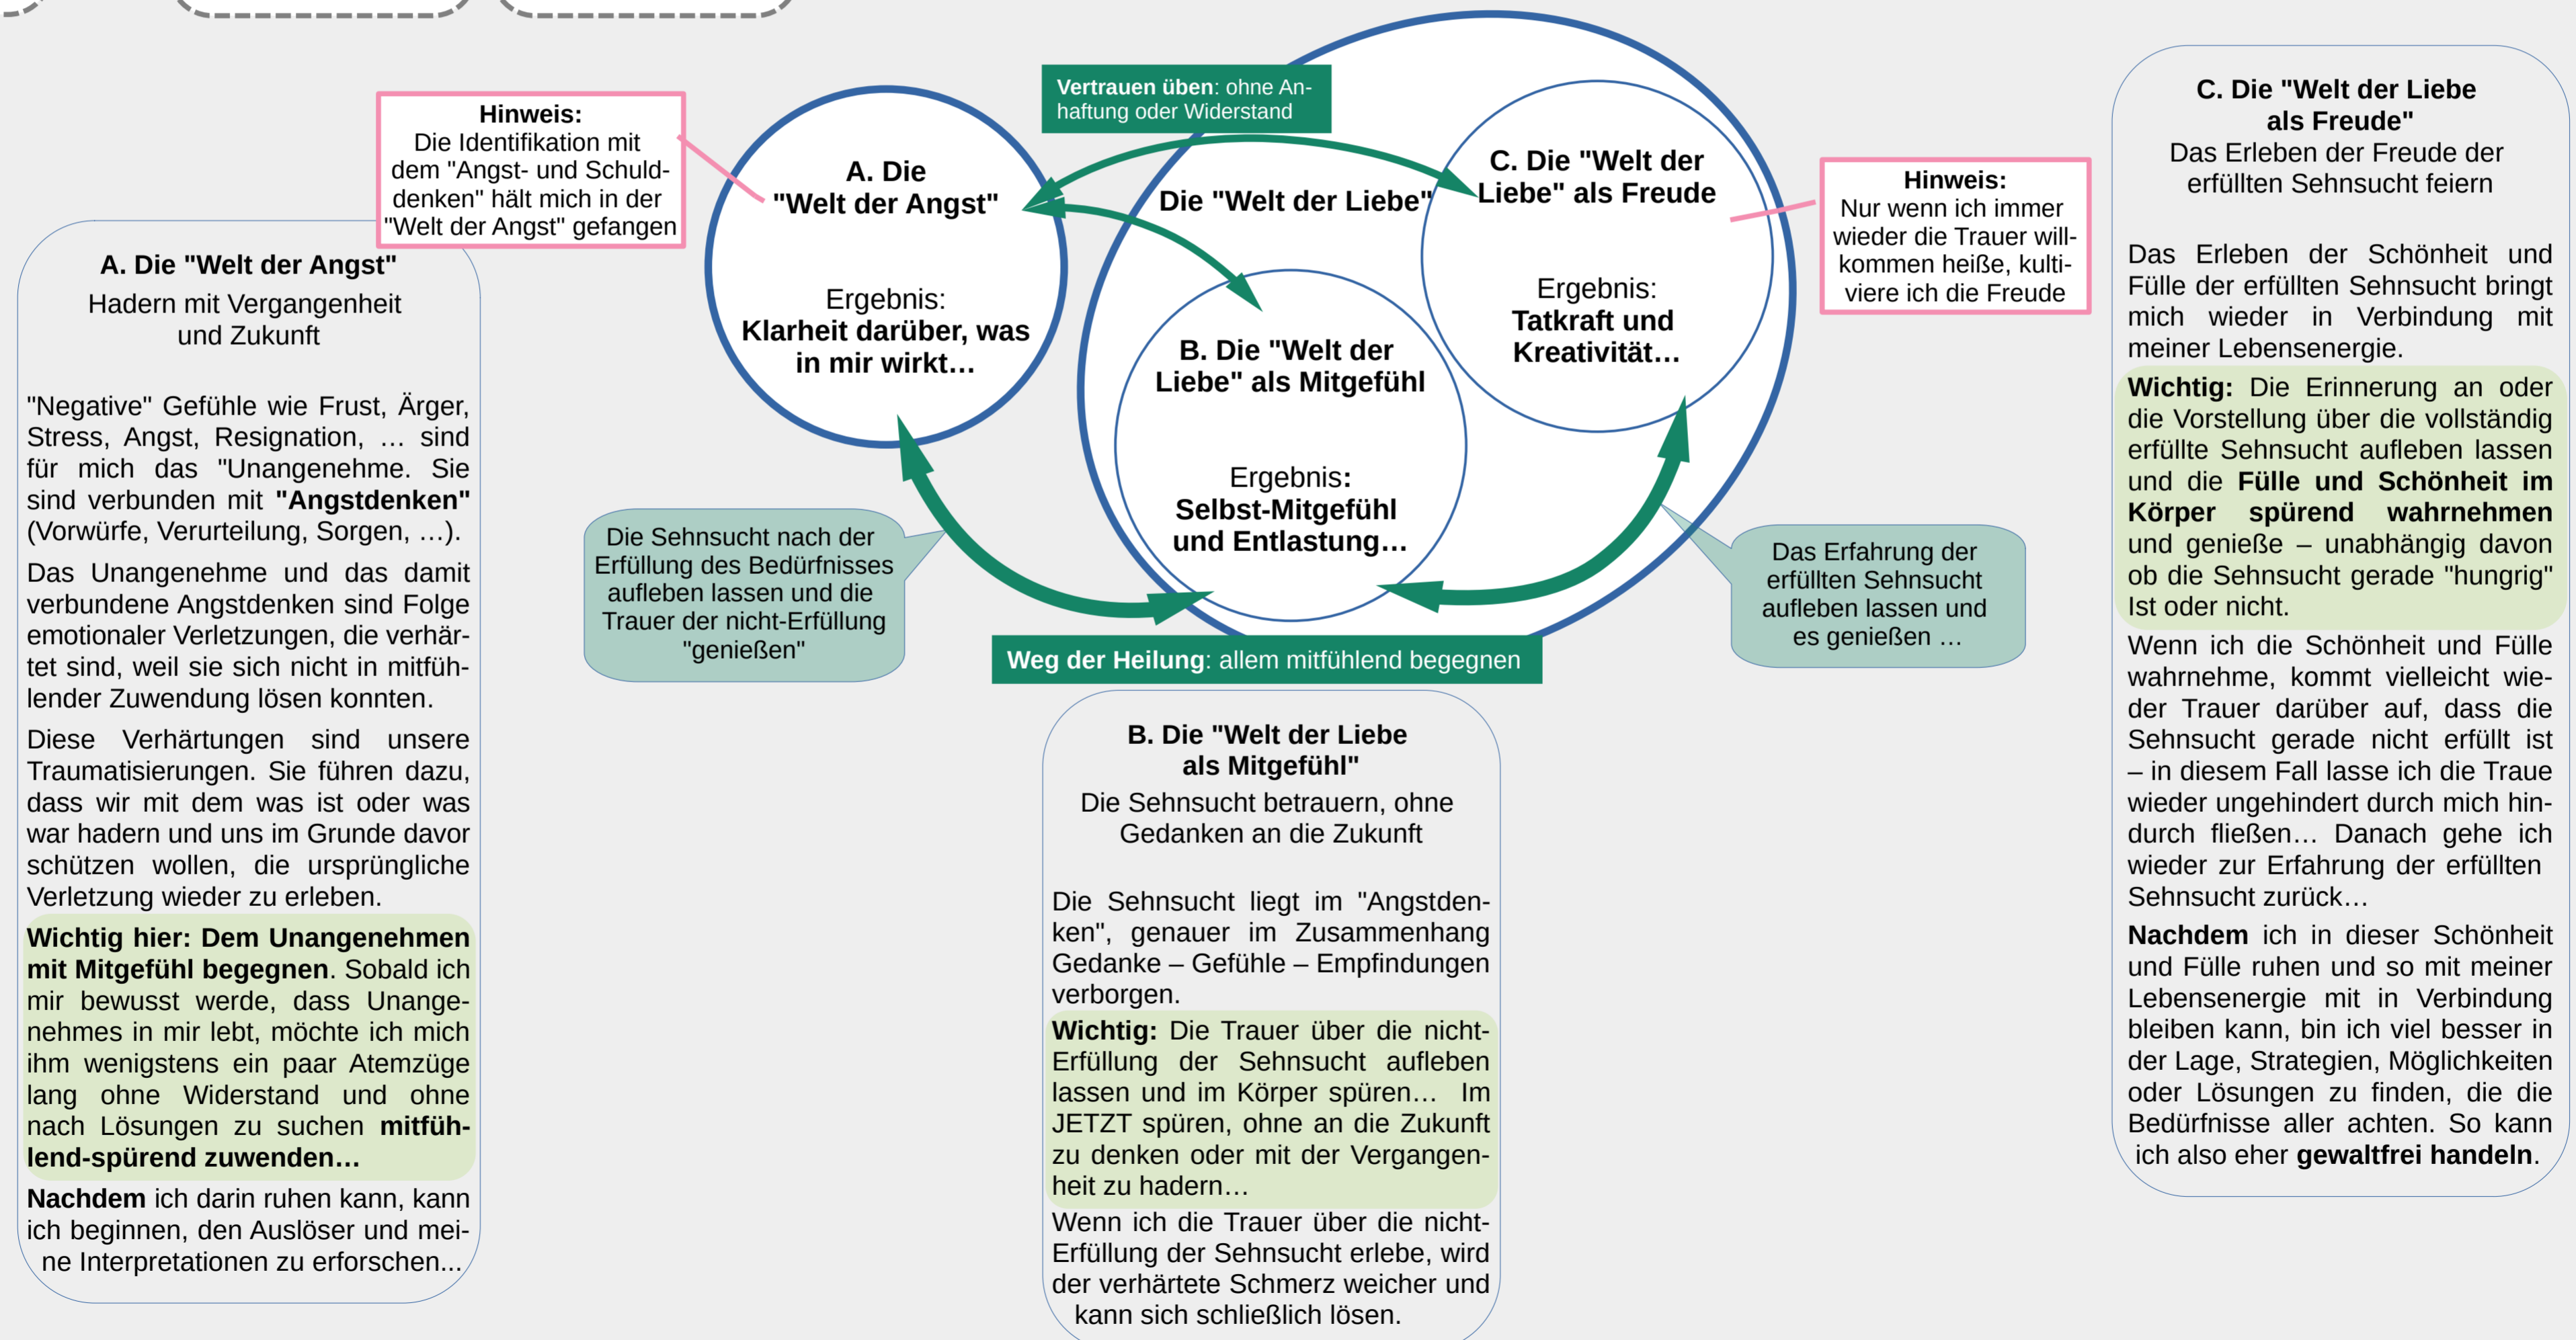 Hinweis:
Die Identifikation mit
dem "Angst- und Schuld-
denken" hält mich in der
"Welt der Angst" gefangen
A. Die "Welt der Angst"
Hadern mit Vergangenheit
und Zukunft
"Negative" Gefühle wie Frust, Ärger,
Stress, Angst, Resignation, … sind
für mich das "Unangenehme. Sie
sind verbunden mit "Angstdenken"
(Vorwürfe, Verurteilung, Sorgen, …).
Das Unangenehme und das damit
verbundene Angstdenken sind Folge
emotionaler Verletzungen, die verhär-
tet sind, weil sie sich nicht in mitfüh-
lender Zuwendung lösen konnten.
Diese Verhärtungen sind unsere
Traumatisierungen. Sie führen dazu,
dass wir mit dem was ist oder was
war hadern und uns im Grunde davor
schützen wollen, die ursprüngliche
Verletzung wieder zu erleben.
Wichtig hier: Dem Unangenehmen
mit Mitgefühl begegnen. Sobald ich
mir bewusst werde, dass Unange-
nehmes in mir lebt, möchte ich mich
ihm wenigstens ein paar Atemzüge
lang ohne Widerstand und ohne
nach Lösungen zu suchen mitfüh-
lend-spürend zuwenden…
Nachdem ich darin ruhen kann, kann
ich beginnen, den Auslöser und mei-
ne Interpretationen zu erforschen...
A. Die
"Welt der Angst"
Ergebnis:
Klarheit darüber, was
in mir wirkt…
Vertrauen üben: ohne An-
haftung oder Widerstand
Die "Welt der Liebe"
B. Die "Welt der
Liebe" als Mitgefühl
Ergebnis:
Selbst-Mitgefühl
und Entlastung…
C. Die "Welt der
Liebe" als Freude
Ergebnis:
Tatkraft und
Kreativität…
Hinweis:
Nur wenn ich immer
wieder die Trauer will-
kommen heiße, kulti-
viere ich die Freude
Die Sehnsucht nach der
Erfüllung des Bedürfnisses
aufleben lassen und die
Trauer der nicht-Erfüllung
"genießen"
Das Erfahrung der
erfüllten Sehnsucht
aufleben lassen und
es genießen …
Weg der Heilung: allem mitfühlend begegnen
B. Die "Welt der Liebe
als Mitgefühl"
Die Sehnsucht betrauern, ohne
Gedanken an die Zukunft
Die Sehnsucht liegt im "Angstden-
ken", genauer im Zusammenhang
Gedanke – Gefühle – Empfindungen
verborgen.
Wichtig: Die Trauer über die nicht-
Erfüllung der Sehnsucht aufleben
lassen und im Körper spüren… Im
JETZT spüren, ohne an die Zukunft
zu denken oder mit der Vergangen-
heit zu hadern…
Wenn ich die Trauer über die nicht-
Erfüllung der Sehnsucht erlebe, wird
der verhärtete Schmerz weicher und
kann sich schließlich lösen.
C. Die "Welt der Liebe
als Freude"
Das Erleben der Freude der
erfüllten Sehnsucht feiern
Das Erleben der Schönheit und
Fülle der erfüllten Sehnsucht bringt
mich wieder in Verbindung mit
meiner Lebensenergie.
Wichtig: Die Erinnerung an oder
die Vorstellung über die vollständig
erfüllte Sehnsucht aufleben lassen
und die Fülle und Schönheit im
Körper spürend wahrnehmen
und genieße – unabhängig davon
ob die Sehnsucht gerade "hungrig"
Ist oder nicht.
Wenn ich die Schönheit und Fülle
wahrnehme, kommt vielleicht wie-
der Trauer darüber auf, dass die
Sehnsucht gerade nicht erfüllt ist
– in diesem Fall lasse ich die Traue
wieder ungehindert durch mich hin-
durch fließen… Danach gehe ich
wieder zur Erfahrung der erfüllten
Sehnsucht zurück…
Nachdem ich in dieser Schönheit
und Fülle ruhen und so mit meiner
Lebensenergie mit in Verbindung
bleiben kann, bin ich viel besser in
der Lage, Strategien, Möglichkeiten
oder Lösungen zu finden, die die
Bedürfnisse aller achten. So kann
ich also eher gewaltfrei handeln.